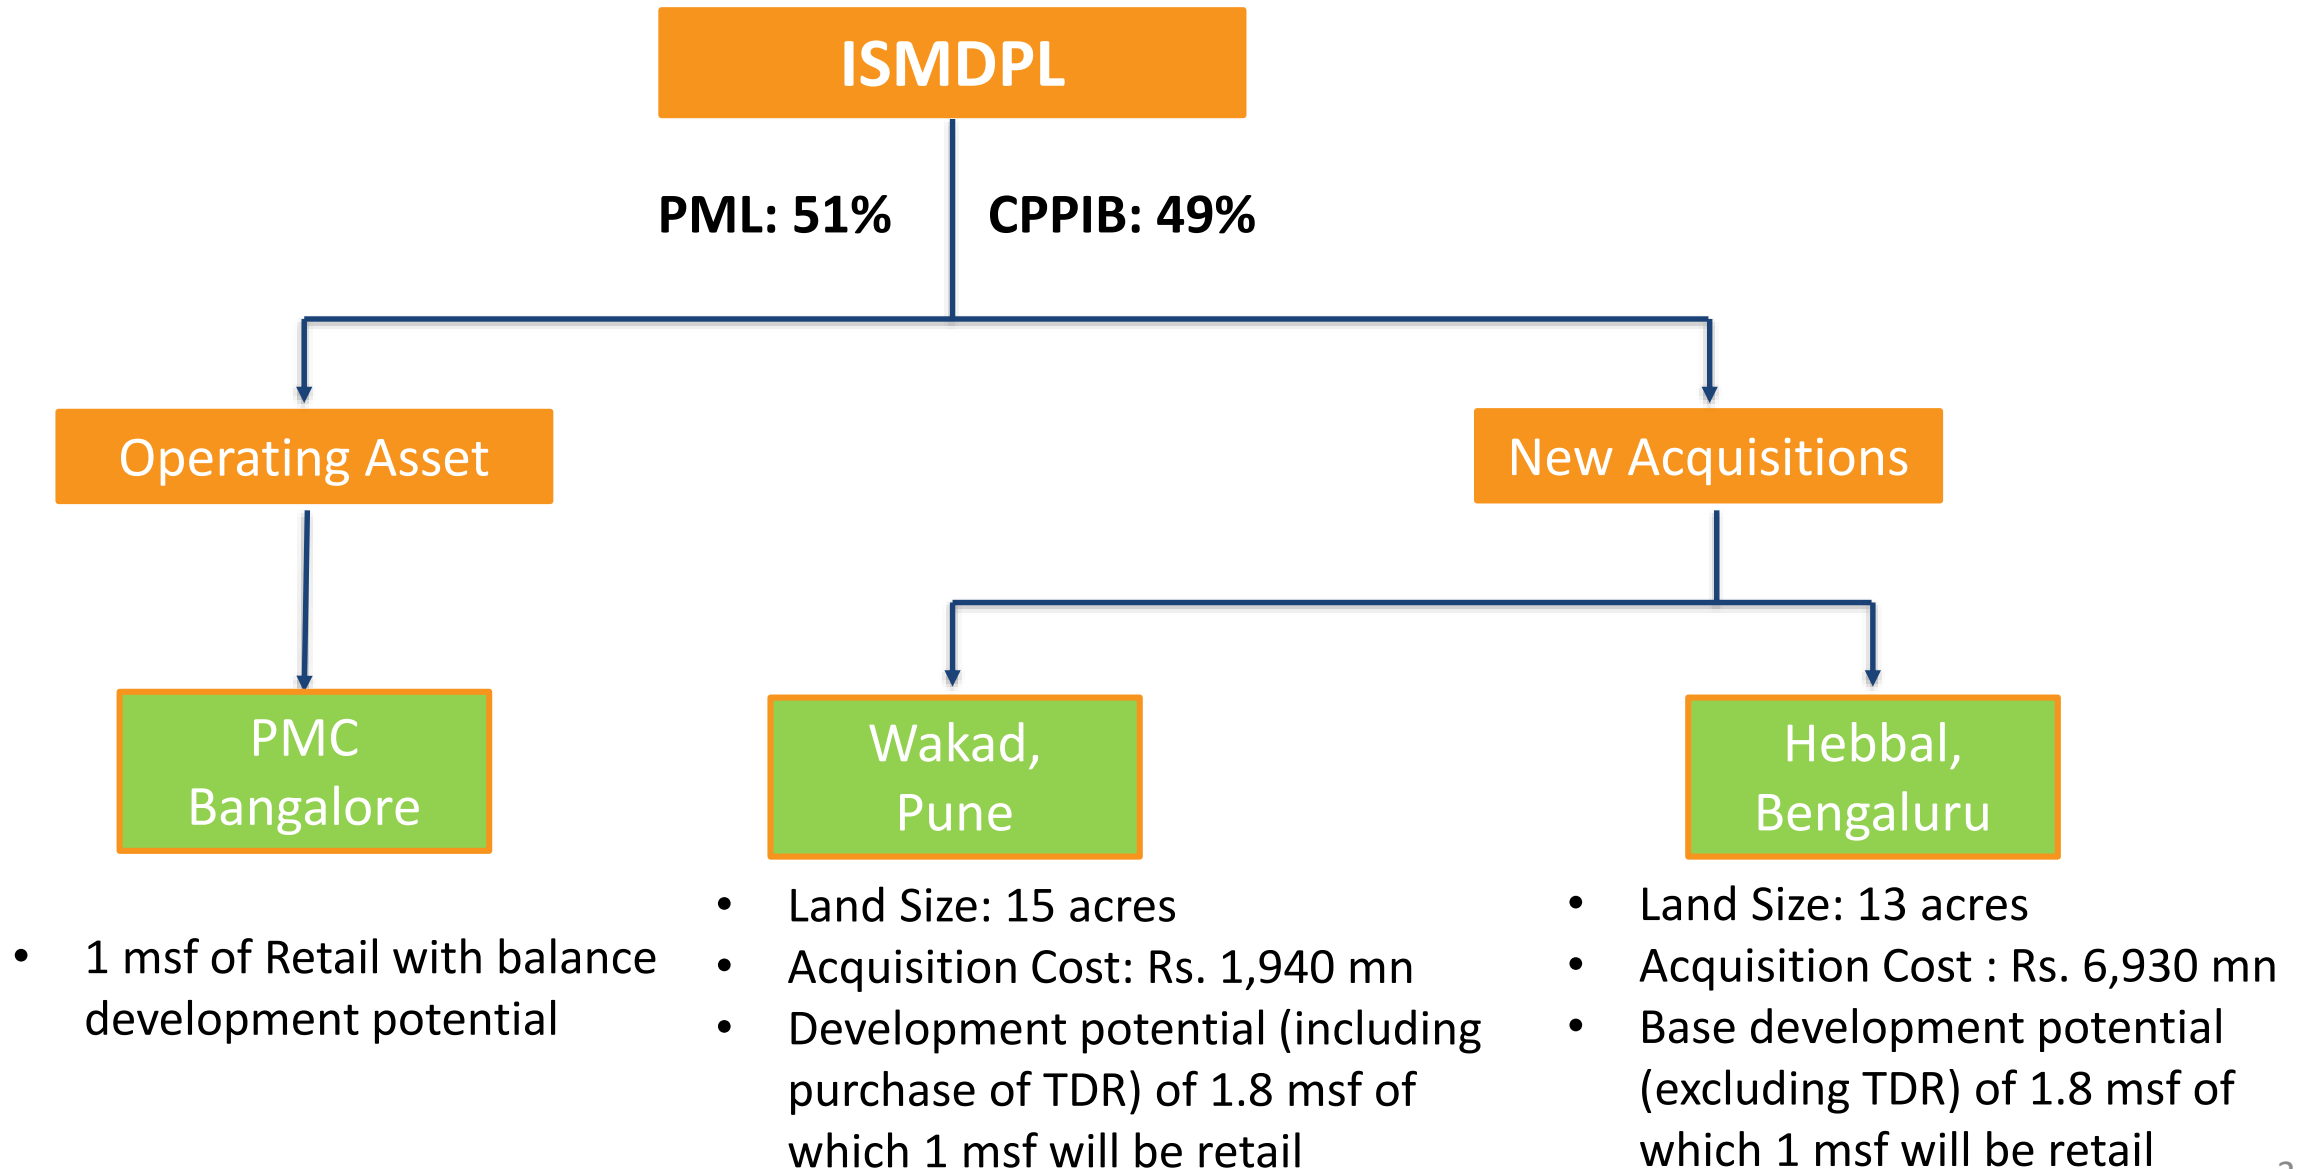 ISMDPL
PML: 51%
CPPIB: 49%
Operating Asset
New Acquisitions
PMC
Bangalore
Wakad,
Pune
Hebbal,
Bengaluru
• 1 msf of Retail with balance
development potential
• Land Size: 15 acres
• Acquisition Cost: Rs. 1,940 mn
• Development potential (including
purchase of TDR) of 1.8 msf of
which 1 msf will be retail
• Land Size: 13 acres
• Acquisition Cost : Rs. 6,930 mn
• Base development potential
(excluding TDR) of 1.8 msf of
which 1 msf will be retail